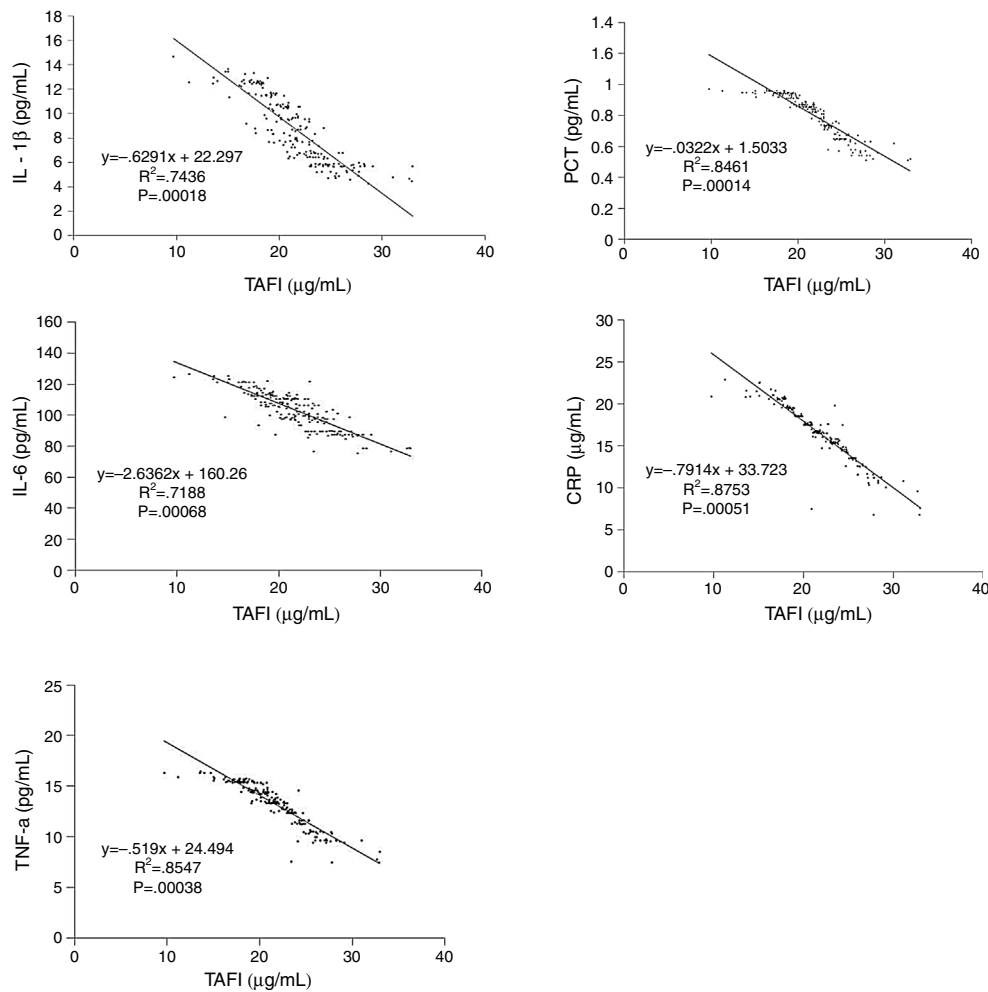 18
16
14
12
10
8
6
4
2
0
IL - 1β (pg/mL)
y=–.6291x + 22.297
R²=.7436
P=.00018
0 10 20 30 40
TAFI (μg/mL)
1.4
1.6
1
0.8
0.6
0.4
0.2
0
PCT (pg/mL)
y=–.0322x + 1.5033
R²=.8461
P=.00014
0 10 20 30 40
TAFI (μg/mL)
160
140
120
100
80
60
40
20
0
IL-6 (pg/mL)
y=–2.6362x + 160.26
R²=.7188
P=.00068
0 10 20 30 40
TAFI (μg/mL)
30
25
20
15
10
5
0
CRP (μg/mL)
y=–.7914x + 33.723
R²=.8753
P=.00051
0 10 20 30 40
TAFI (μg/mL)
25
20
15
10
5
0
TNF-a (pg/mL)
y=–.519x + 24.494
R²=.8547
P=.00038
0 10 20 30 40
TAFI (μg/mL)